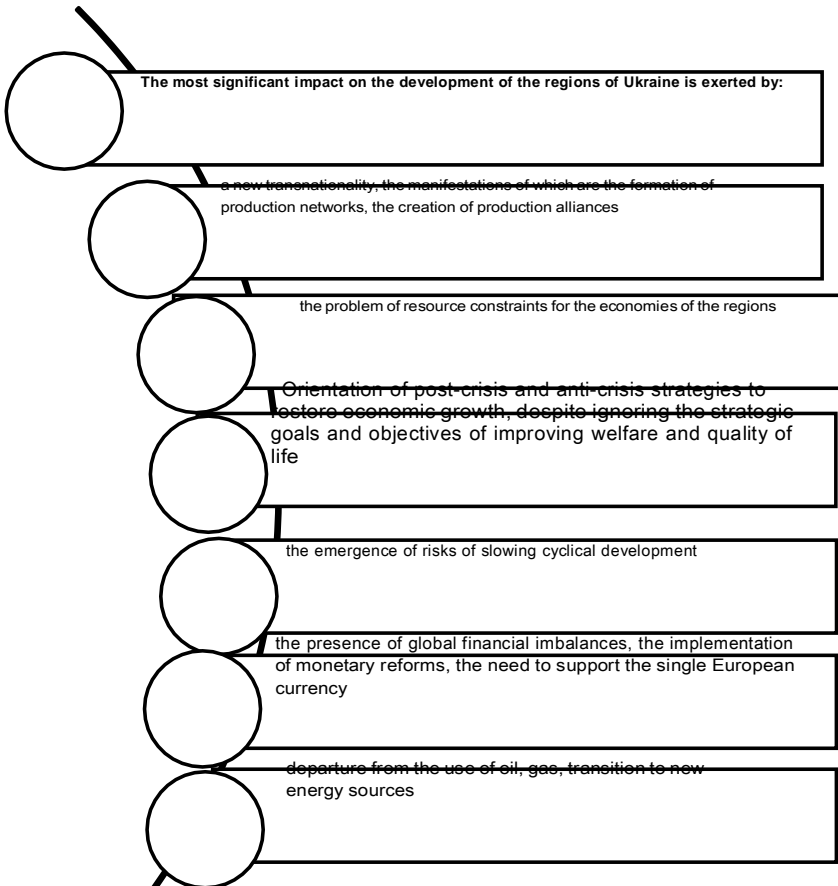 The most significant impact on the development of the regions of Ukraine is exerted by:
a new transnationality, the manifestations of which are the formation of
production networks, the creation of production alliances
the problem of resource constraints for the economies of the regions
Orientation of post-crisis and anti-crisis strategies to
restore economic growth, despite ignoring the strategic
goals and objectives of improving welfare and quality of
life
the emergence of risks of slowing cyclical development
the presence of global financial imbalances, the implementation
of monetary reforms, the need to support the single European
currency
departure from the use of oil, gas, transition to new
energy sources